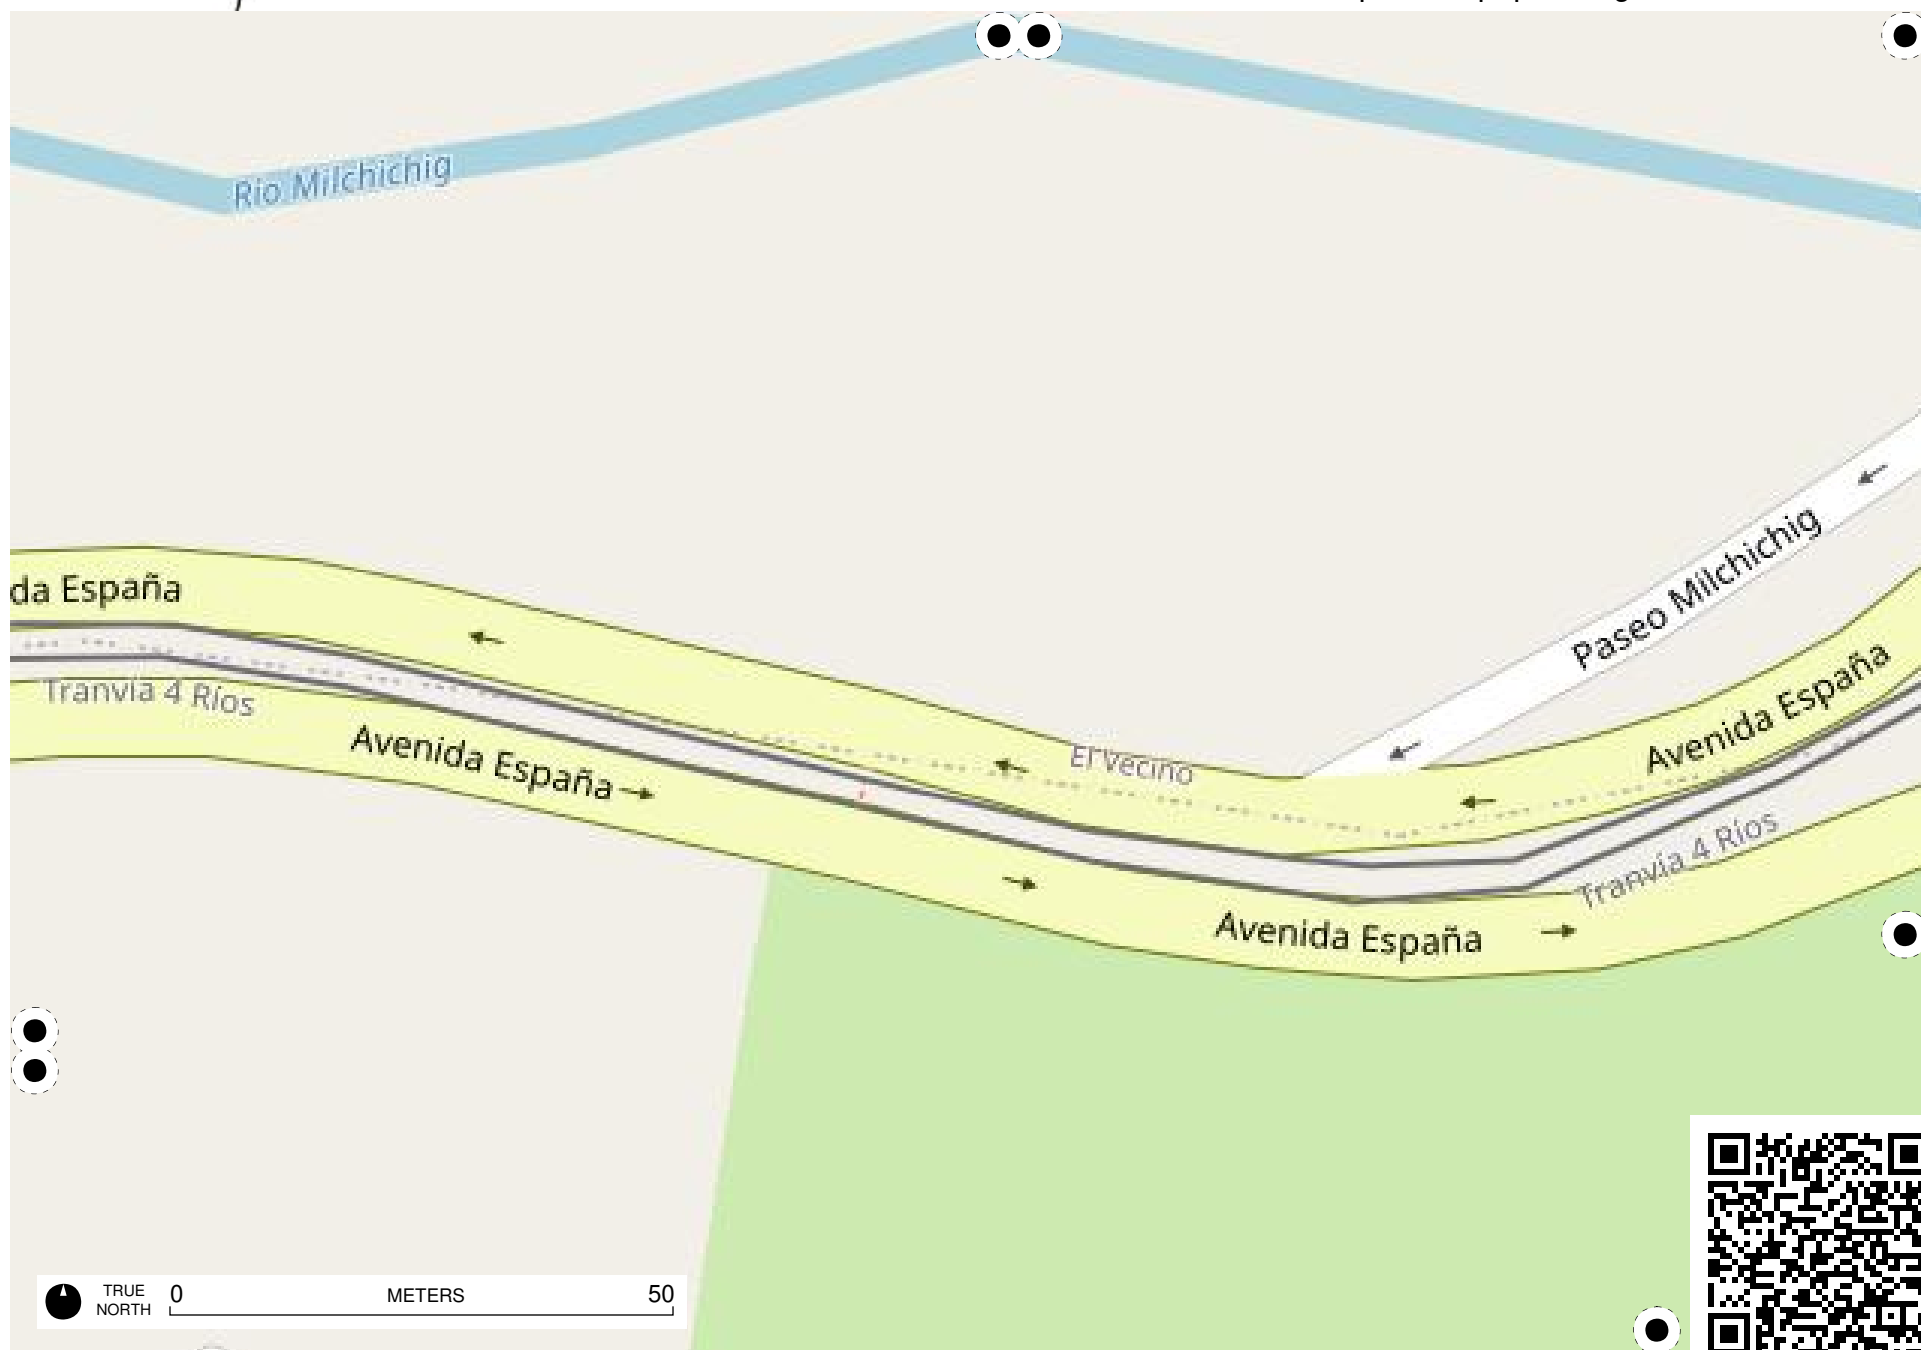 Rio Milchichig
Paseo Milchichig
da España
Avenida España
Tranvía 4 Ríos
Avenida España
El Vecino
Tranvía 4 Ríos
Avenida España
TRUE
NORTH
0 METERS 50